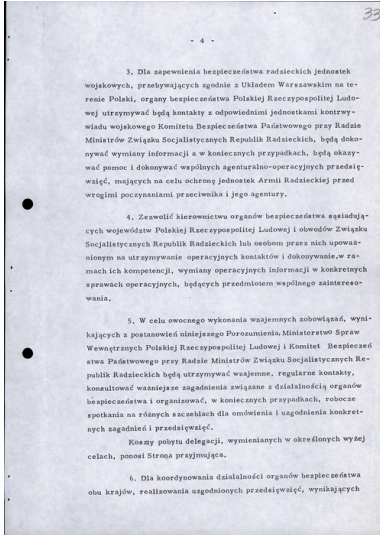 33
- 4 -
3. Dla zapewnienia bezpieczeństwa radzieckich jednostek
wojskowych, przebywających zgodnie z Układem Warszawskim na te-
renie Polski, organy bezpieczeństwa Polskiej Rzeczypospolitej Ludo-
wej utrzymywać będą kontakty z odpowiednimi jednostkami kontrwy-
wiadu wojskowego Komitetu Bezpieczeństwa Państwowego przy Radzie
Ministrów Związku Socjalistycznych Republik Radzieckich, będą doko-
nywać wymiany informacji a w koniecznych przypadkach, będą okazy-
wać pomoc i dokonywać wspólnych agenturalno-operacyjnych przedsię-
wzięć, mających na celu ochronę jednostek Armii Radzieckiej przed
wrogimi poczynaniami przeciwnika i jego agentury.
4. Zezwolić kierownictwu organów bezpieczeństwa sąsiadują-
cych województw Polskiej Rzeczypospolitej Ludowej i obwodów Związku
Socjalistycznych Republik Radzieckich lub osobom przez nich upoważ-
nionym na utrzymywanie operacyjnych kontaktów i dokonywanie,w ra-
mach ich kompetencji, wymiany operacyjnych informacji w konkretnych
sprawach operacyjnych, będących przedmiotem wspólnego zaintereso-
wania.
5. W celu owocnego wykonania wzajemnych zobowiązań, wyni-
kających z postanowień niniejszego Porozumienia, Ministerstwo Spraw
Wewnętrznych Polskiej Rzeczypospolitej Ludowej i Komitet Bezpieczeń
stwa Państwowego przy Radzie Ministrów Związku Socjalistycznych Re-
publik Radzieckich będą utrzymywać wzajemne, regularne kontakty,
konsultować ważniejsze zagadnienia związane z działalnością organów
bezpieczeństwa i organizować, w koniecznych przypadkach, robocze
spotkania na różnych szczeblach dla omówienia i uzgodnienia konkret-
nych zagadnień i przedsięwzięć.
Koszty pobytu delegacji, wymienianych w określonych wyżej
celach, ponosi Strona przyjmująca.
6. Dla koordynowania działalności organów bezpieczeństwa
obu krajów, realizowania uzgodnionych przedsięwzięć, wynikających